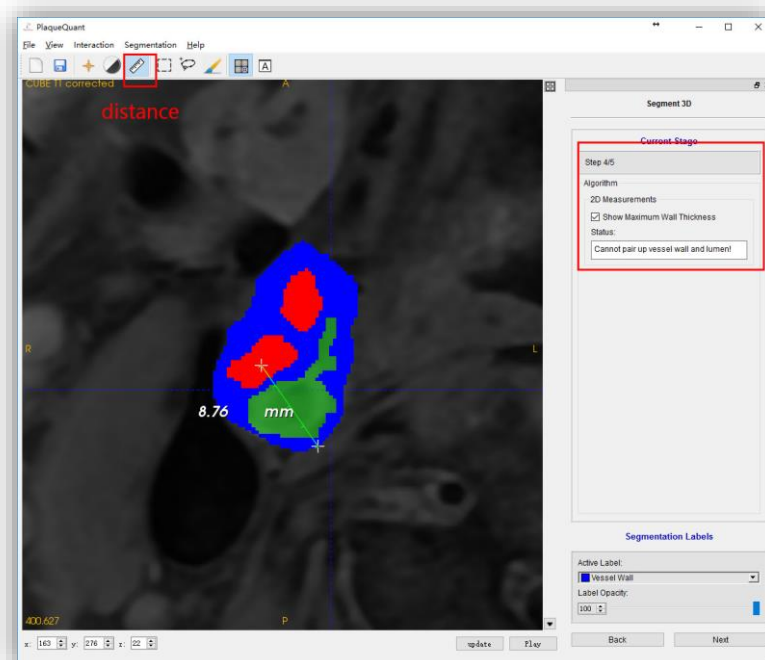 PlaqueQuant
File View Interaction Segmentation Help
A
CUBE T1 corrected
A
distance
R
L
8.76 mm
400.627
P
x: 163 y: 276 z: 22 update Play
Segment 3D
Current Stage
Step 4/5
Algorithm
2D Measurements
Show Maximum Wall Thickness
Status:
Cannot pair up vessel wall and lumen!
Segmentation Labels
Active Label:
Vessel Wall
Label Opacity:
100
Back Next